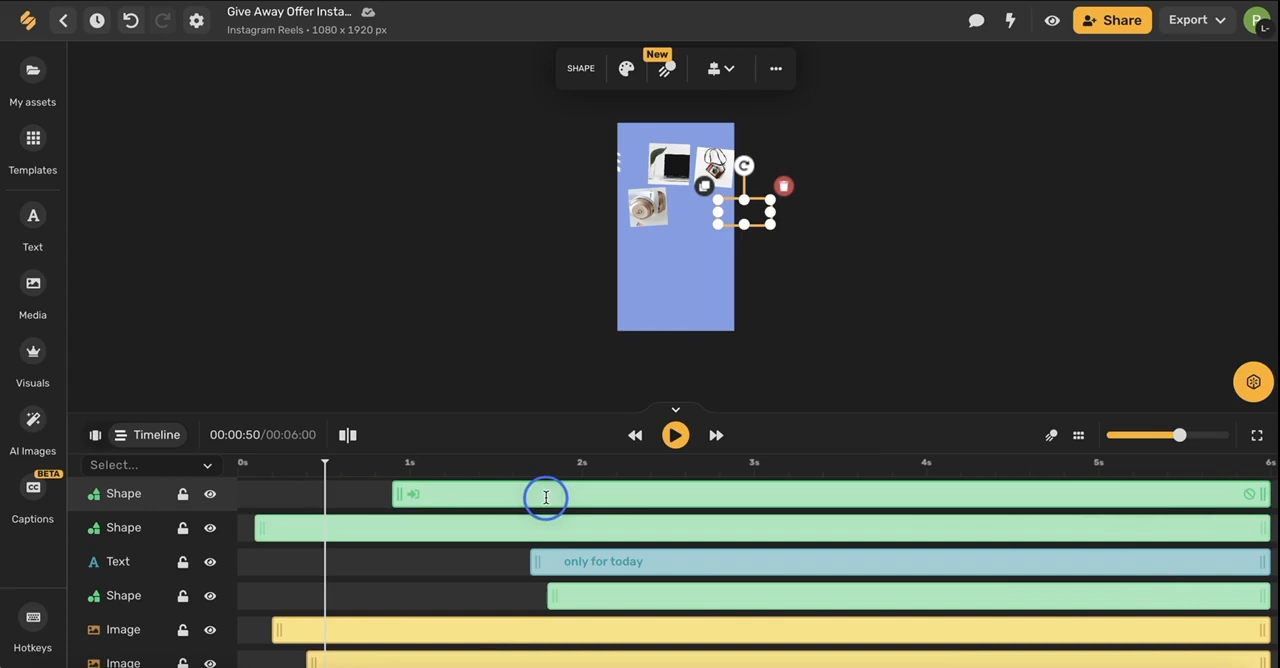 Give Away Offer Insta...
Instagram Reels • 1080 x 1920 px
Share
Export
L-
My assets
Templates
Text
Media
Visuals
AI Images
BETA
CC
Captions
Hotkeys
New
SHAPE
Timeline
00:00:50/00:06:00
Select...
0s 1s 2s 3s 4s 5s 6s
Shape
Shape
Text
only for today
Shape
Image
Image